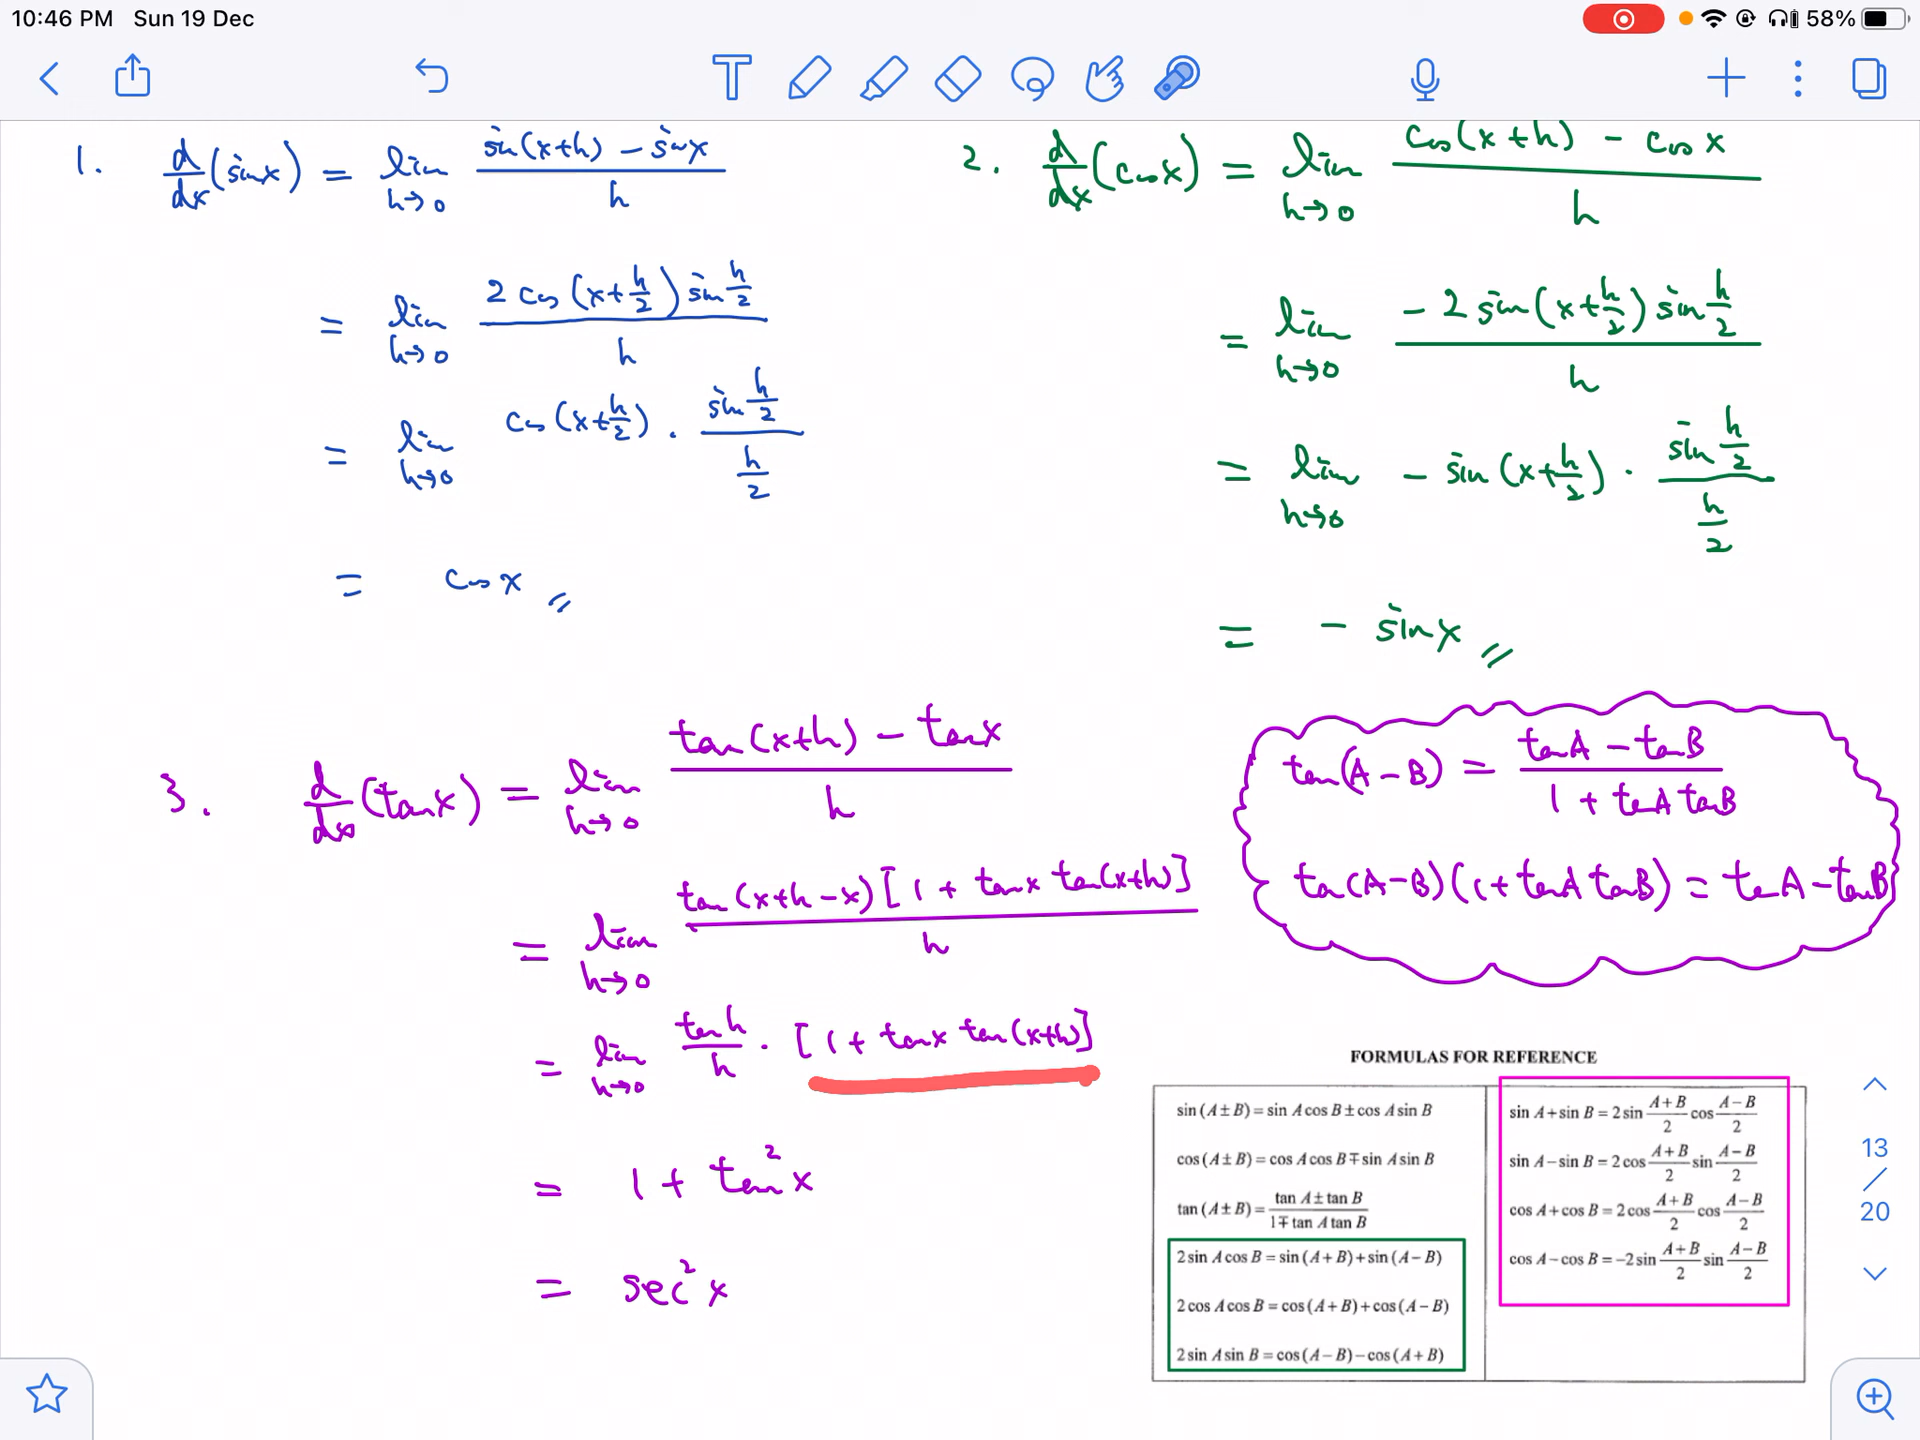 10:46 PM Sun 19 Dec
58%
1. d/dx (sin x) = lim h→0 (sin(x+h) − sin x)/h
= lim h→0 (2 cos(x+h/2) sin h/2)/h
= lim h→0 cos(x+h/2) · (sin h/2)/(h/2)
= cos x //
2. d/dx (cos x) = lim h→0 (cos(x+h) − cos x)/h
= lim h→0 (−2 sin(x+h/2) sin h/2)/h
= lim h→0 − sin(x+h/2) · (sin h/2)/(h/2)
= − sin x //
3. d/dx (tan x) = lim h→0 (tan(x+h) − tan x)/h
= lim h→0 (tan(x+h−x)[1 + tan x tan(x+h)])/h
= lim h→0 (tan h)/h · [1 + tan x tan(x+h)]
= 1 + tan² x
= sec² x
tan(A−B) = (tan A − tan B)/(1 + tan A tan B)
tan(A−B)(1+tan A tan B) = tan A − tan B
FORMULAS FOR REFERENCE
sin (A±B) = sin A cos B ± cos A sin B
cos (A±B) = cos A cos B ∓ sin A sin B
tan (A±B) = (tan A ± tan B)/(1 ∓ tan A tan B)
2 sin A cos B = sin (A+B) + sin (A−B)
2 cos A cos B = cos (A+B) + cos (A−B)
2 sin A sin B = cos (A−B) − cos (A+B)
sin A + sin B = 2 sin (A+B)/2 cos (A−B)/2
sin A − sin B = 2 cos (A+B)/2 sin (A−B)/2
cos A + cos B = 2 cos (A+B)/2 cos (A−B)/2
cos A − cos B = −2 sin (A+B)/2 sin (A−B)/2
13
/
20